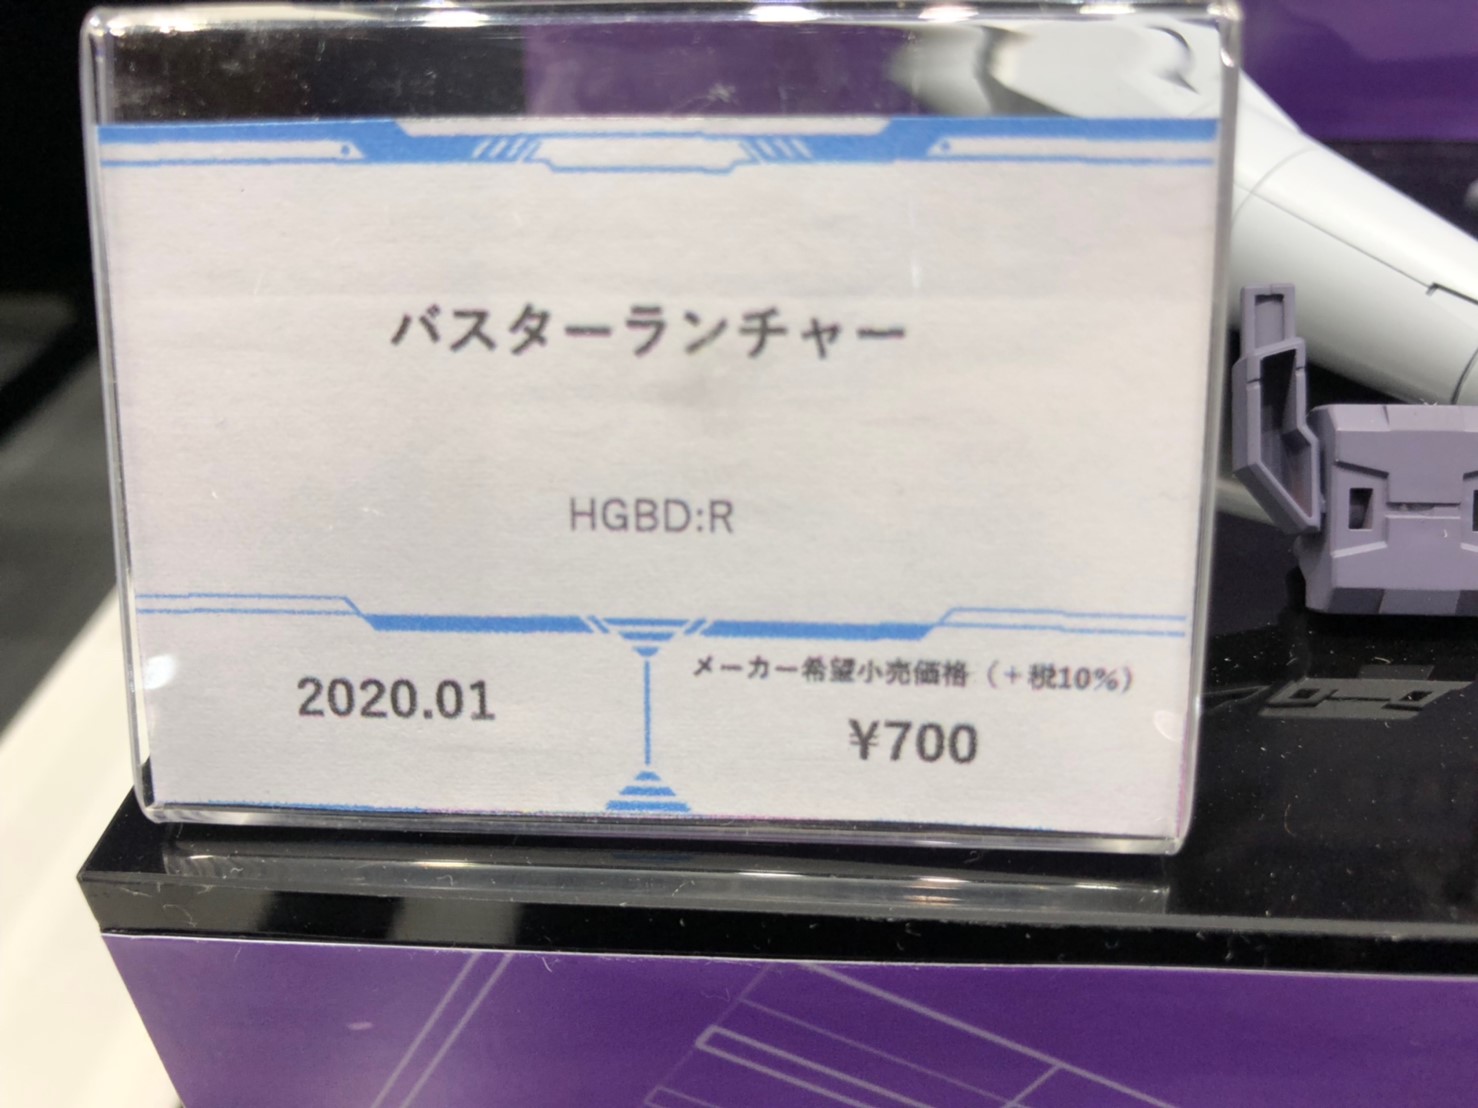 バスターランチャー
HGBD:R
2020.01
メーカー希望小売価格（+税10%）
¥700